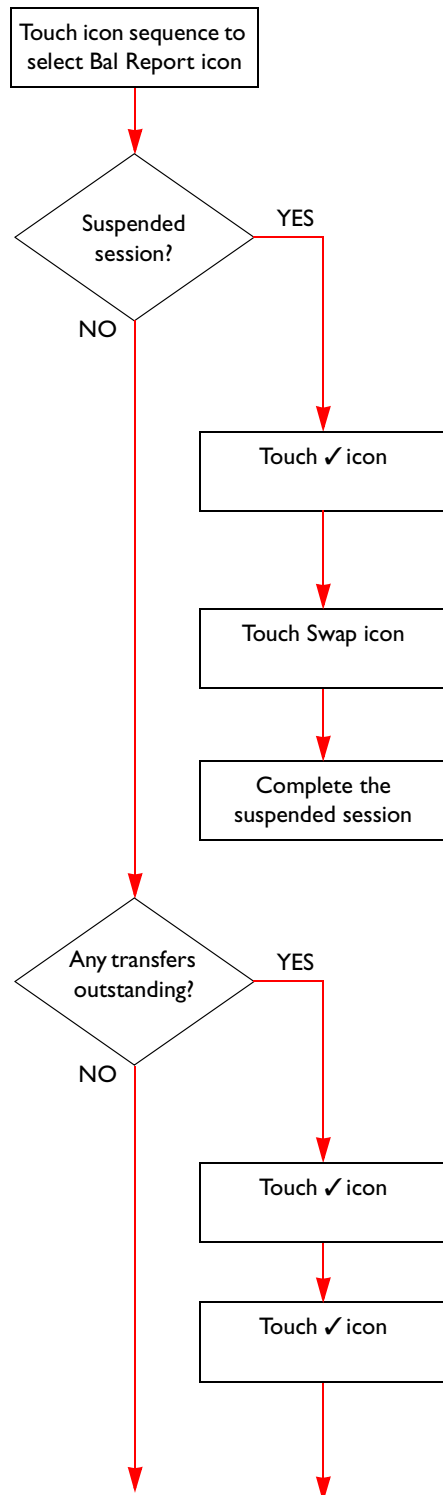 Touch icon sequence to
select Bal Report icon
Suspended
session?
YES
NO
Touch ✓ icon
Touch Swap icon
Complete the
suspended session
Any transfers
outstanding?
YES
NO
Touch ✓ icon
Touch ✓ icon